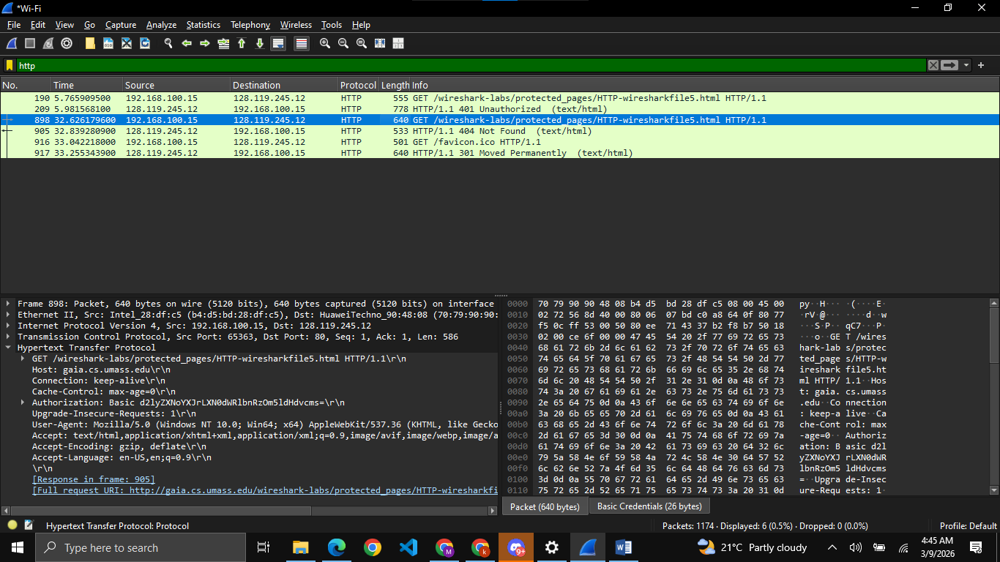 *Wi-Fi
File Edit View Go Capture Analyze Statistics Telephony Wireless Tools Help
http
No. Time Source Destination Protocol Length Info
190 5.765909500 192.168.100.15 128.119.245.12 HTTP 555 GET /wireshark-labs/protected_pages/HTTP-wiresharkfile5.html HTTP/1.1
209 5.981568100 128.119.245.12 192.168.100.15 HTTP 778 HTTP/1.1 401 Unauthorized (text/html)
898 32.626179600 192.168.100.15 128.119.245.12 HTTP 640 GET /wireshark-labs/protected_pages/HTTP-wiresharkfile5.html HTTP/1.1
905 32.839280900 128.119.245.12 192.168.100.15 HTTP 533 HTTP/1.1 404 Not Found (text/html)
916 33.042218000 192.168.100.15 128.119.245.12 HTTP 501 GET /favicon.ico HTTP/1.1
917 33.255343900 128.119.245.12 192.168.100.15 HTTP 640 HTTP/1.1 301 Moved Permanently (text/html)
Frame 898: Packet, 640 bytes on wire (5120 bits), 640 bytes captured (5120 bits) on interface
Ethernet II, Src: Intel_28:df:c5 (b4:d5:bd:28:df:c5), Dst: HuaweiTechno_90:48:08 (70:79:90:90:
Internet Protocol Version 4, Src: 192.168.100.15, Dst: 128.119.245.12
Transmission Control Protocol, Src Port: 65363, Dst Port: 80, Seq: 1, Ack: 1, Len: 586
Hypertext Transfer Protocol
GET /wireshark-labs/protected_pages/HTTP-wiresharkfile5.html HTTP/1.1\r\n
Host: gaia.cs.umass.edu\r\n
Connection: keep-alive\r\n
Cache-Control: max-age=0\r\n
Authorization: Basic d2lyZXNoYXJrLXN0dWRlbnRzOm5ldHdvcms=\r\n
Upgrade-Insecure-Requests: 1\r\n
User-Agent: Mozilla/5.0 (Windows NT 10.0; Win64; x64) AppleWebKit/537.36 (KHTML, like Gecko
Accept: text/html,application/xhtml+xml,application/xml;q=0.9,image/avif,image/webp,image/a
Accept-Encoding: gzip, deflate\r\n
Accept-Language: en-US,en;q=0.9\r\n
\r\n
[Response in frame: 905]
[Full request URI: http://gaia.cs.umass.edu/wireshark-labs/protected_pages/HTTP-wiresharkfi
0000 70 79 90 90 48 08 b4 d5 bd 28 df c5 08 00 45 00 py··H····(····E·
0010 02 72 56 8d 40 00 80 06 07 bd c0 a8 64 0f 80 77 ·rV·@·······d··w
0020 f5 0c ff 53 00 50 80 ee 71 43 37 b2 f8 b7 50 18 ···S·P··qC7···P·
0030 02 00 ce 6f 00 00 47 45 54 20 2f 77 69 72 65 73 ···o··GET /wires
0040 68 61 72 6b 2d 6c 61 62 73 2f 70 72 6f 74 65 63 hark-labs/protec
0050 74 65 64 5f 70 61 67 65 73 2f 48 54 54 50 2d 77 ted_pages/HTTP-w
0060 69 72 65 73 68 61 72 6b 66 69 6c 65 35 2e 68 74 iresharkfile5.ht
0070 6d 6c 20 48 54 54 50 2f 31 2e 31 0d 0a 48 6f 73 ml HTTP/1.1··Hos
0080 74 3a 20 67 61 69 61 2e 63 73 2e 75 6d 61 73 73 t: gaia.cs.umass
0090 2e 65 64 75 0d 0a 43 6f 6e 6e 65 63 74 69 6f 6e .edu··Connection
00a0 3a 20 6b 65 65 70 2d 61 6c 69 76 65 0d 0a 43 61 : keep-alive··Ca
00b0 63 68 65 2d 43 6f 6e 74 72 6f 6c 3a 20 6d 61 78 che-Control: max
00c0 2d 61 67 65 3d 30 0d 0a 41 75 74 68 6f 72 69 7a -age=0··Authoriz
00d0 61 74 69 6f 6e 3a 20 42 61 73 69 63 20 64 32 6c ation: Basic d2l
00e0 79 5a 58 4e 6f 59 58 4a 72 4c 58 4e 30 64 57 52 yZXNoYXJrLXN0dWR
00f0 6c 62 6e 52 7a 4f 6d 35 6c 64 48 64 76 63 6d 73 lbnRzOm5ldHdvcms
0100 3d 0d 0a 55 70 67 72 61 64 65 2d 49 6e 73 65 63 =··Upgrade-Insec
0110 75 72 65 2d 52 65 71 75 65 73 74 73 3a 20 31 0d ure-Requests: 1·
Packet (640 bytes) Basic Credentials (26 bytes)
Hypertext Transfer Protocol: Protocol
Packets: 1174 · Displayed: 6 (0.5%) · Dropped: 0 (0.0%)
Profile: Default
Type here to search
M
k
9+
21°C Partly cloudy
4:45 AM
3/9/2026